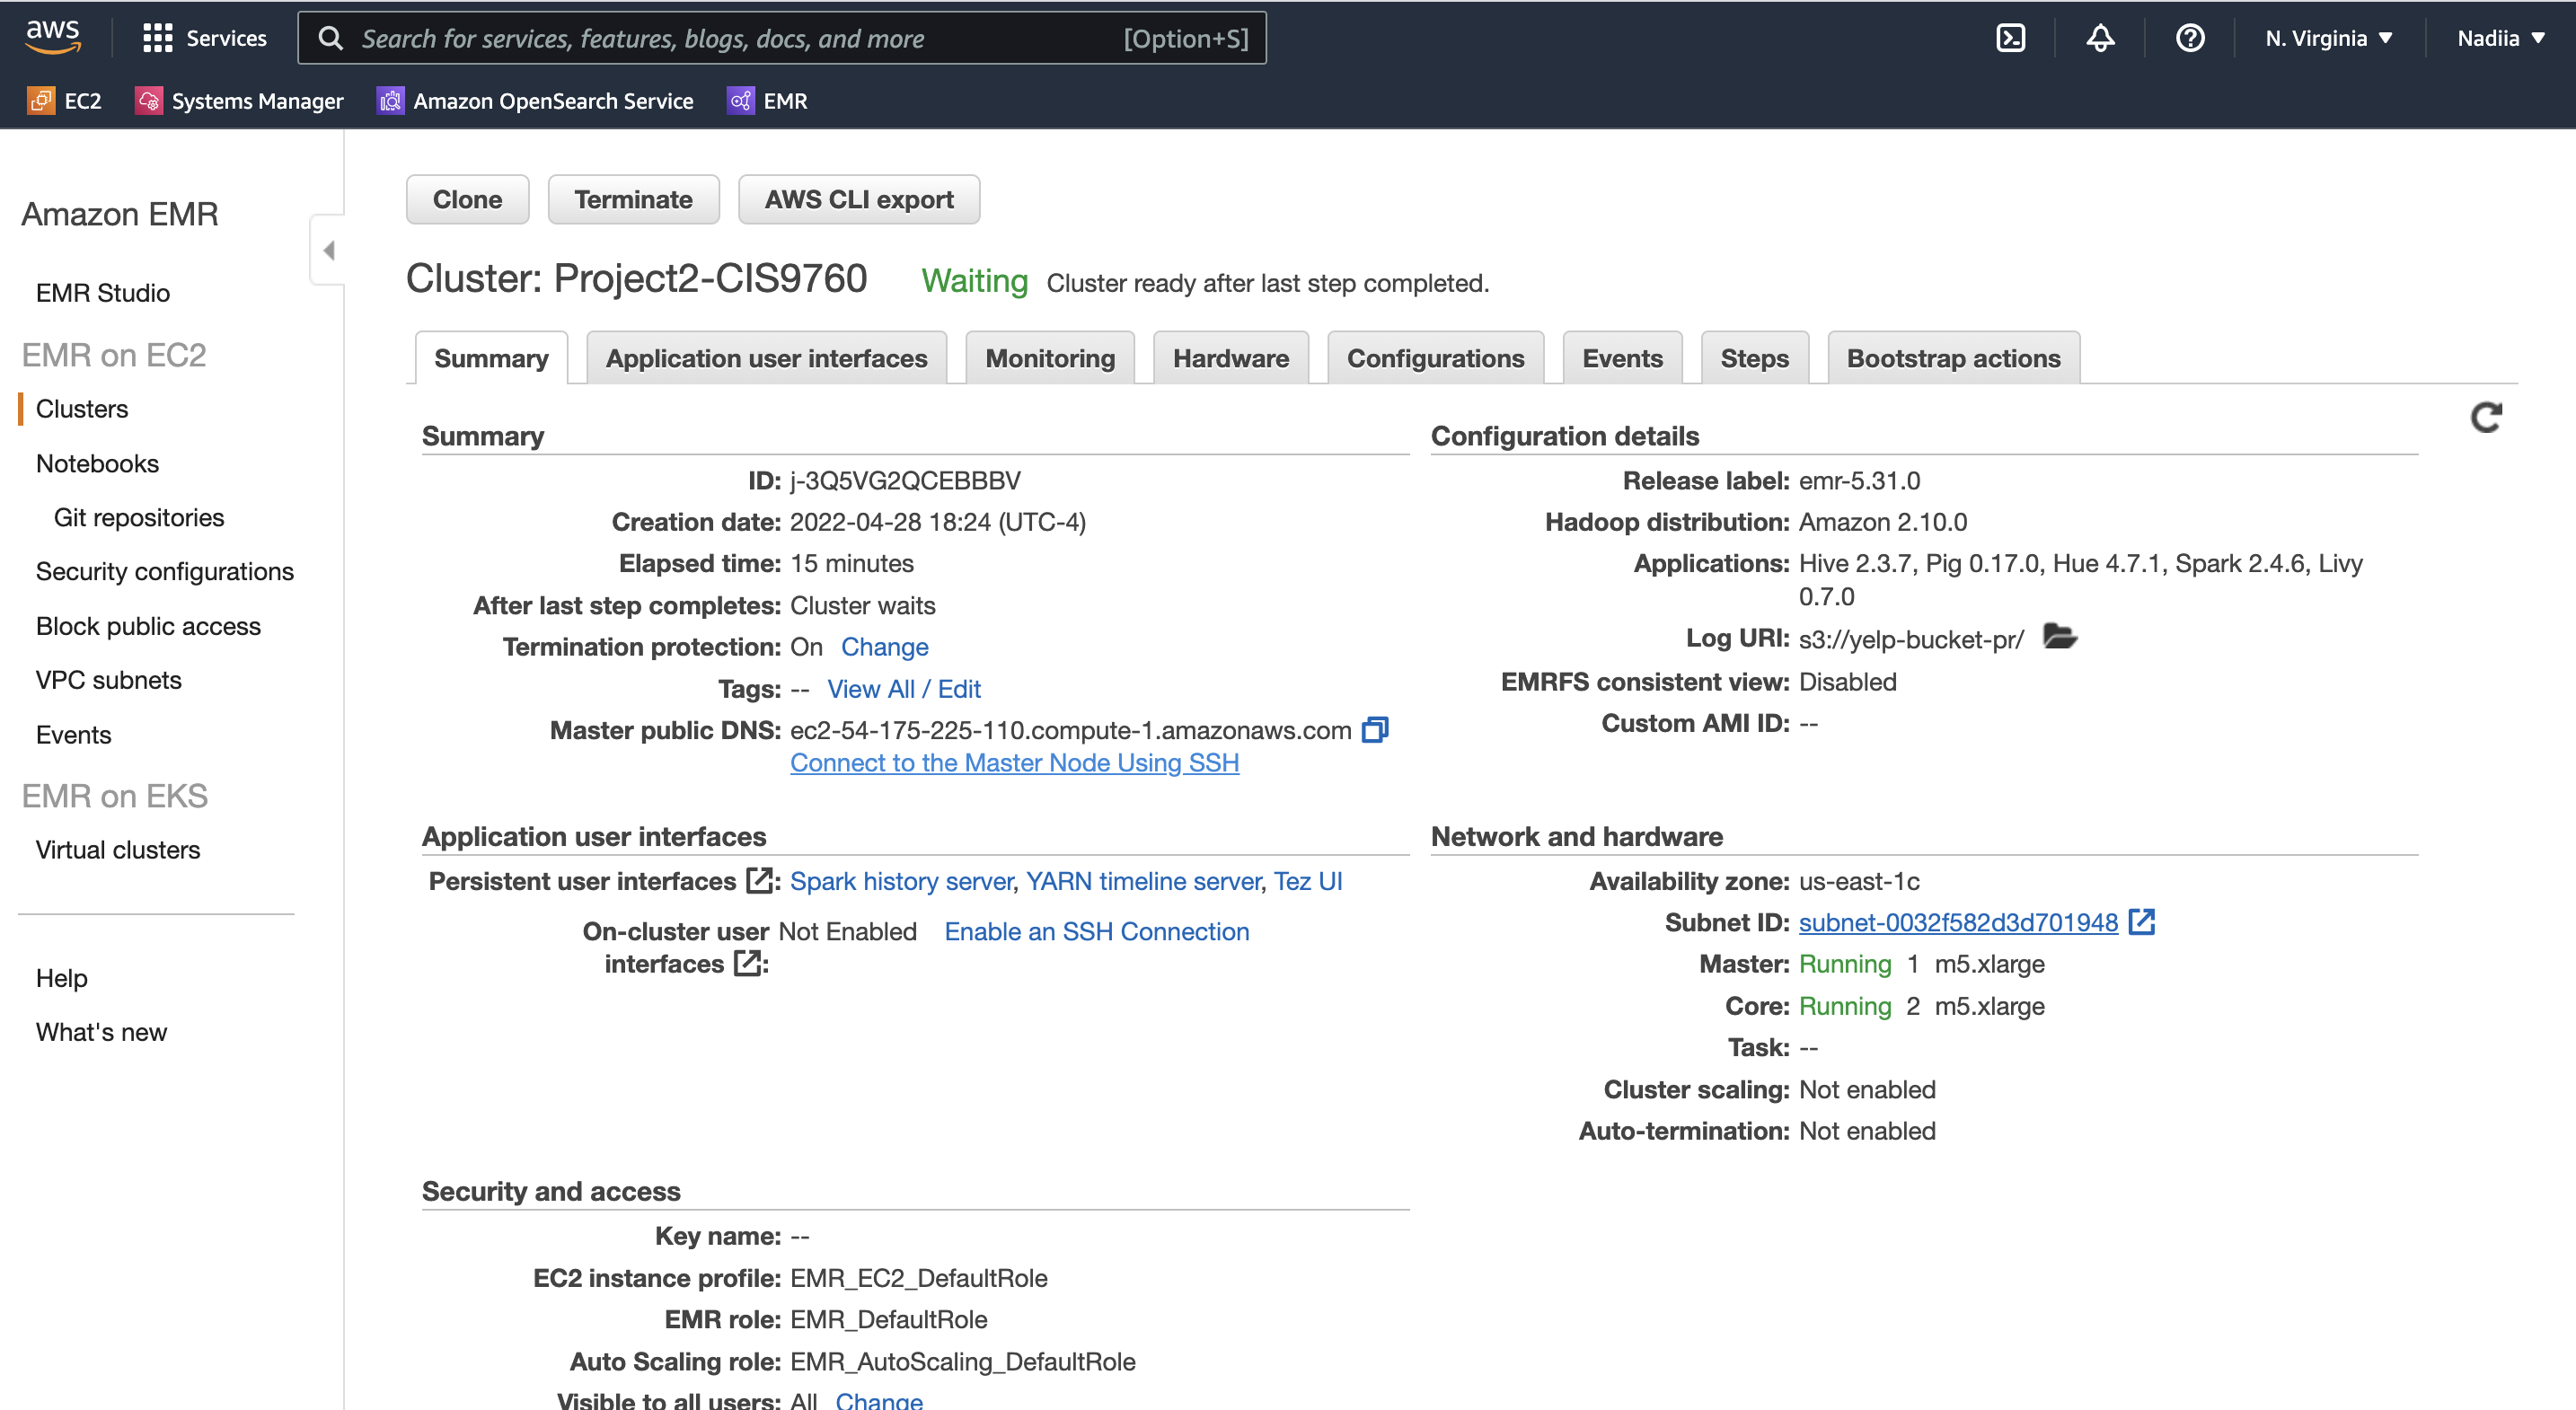 aws
Services
Search for services, features, blogs, docs, and more [Option+S]
N. Virginia
Nadiia
EC2
Systems Manager
Amazon OpenSearch Service
EMR
Amazon EMR
EMR Studio
EMR on EC2
Clusters
Notebooks
Git repositories
Security configurations
Block public access
VPC subnets
Events
EMR on EKS
Virtual clusters
Help
What's new
Clone Terminate AWS CLI export
Cluster: Project2-CIS9760 Waiting Cluster ready after last step completed.
Summary Application user interfaces Monitoring Hardware Configurations Events Steps Bootstrap actions
Summary
ID: j-3Q5VG2QCEBBBV
Creation date: 2022-04-28 18:24 (UTC-4)
Elapsed time: 15 minutes
After last step completes: Cluster waits
Termination protection: On Change
Tags: -- View All / Edit
Master public DNS: ec2-54-175-225-110.compute-1.amazonaws.com
Connect to the Master Node Using SSH
Configuration details
Release label: emr-5.31.0
Hadoop distribution: Amazon 2.10.0
Applications: Hive 2.3.7, Pig 0.17.0, Hue 4.7.1, Spark 2.4.6, Livy
0.7.0
Log URI: s3://yelp-bucket-pr/
EMRFS consistent view: Disabled
Custom AMI ID: --
Application user interfaces
Persistent user interfaces : Spark history server, YARN timeline server, Tez UI
On-cluster user Not Enabled Enable an SSH Connection
interfaces :
Network and hardware
Availability zone: us-east-1c
Subnet ID: subnet-0032f582d3d701948
Master: Running 1 m5.xlarge
Core: Running 2 m5.xlarge
Task: --
Cluster scaling: Not enabled
Auto-termination: Not enabled
Security and access
Key name: --
EC2 instance profile: EMR_EC2_DefaultRole
EMR role: EMR_DefaultRole
Auto Scaling role: EMR_AutoScaling_DefaultRole
Visible to all users: All Change